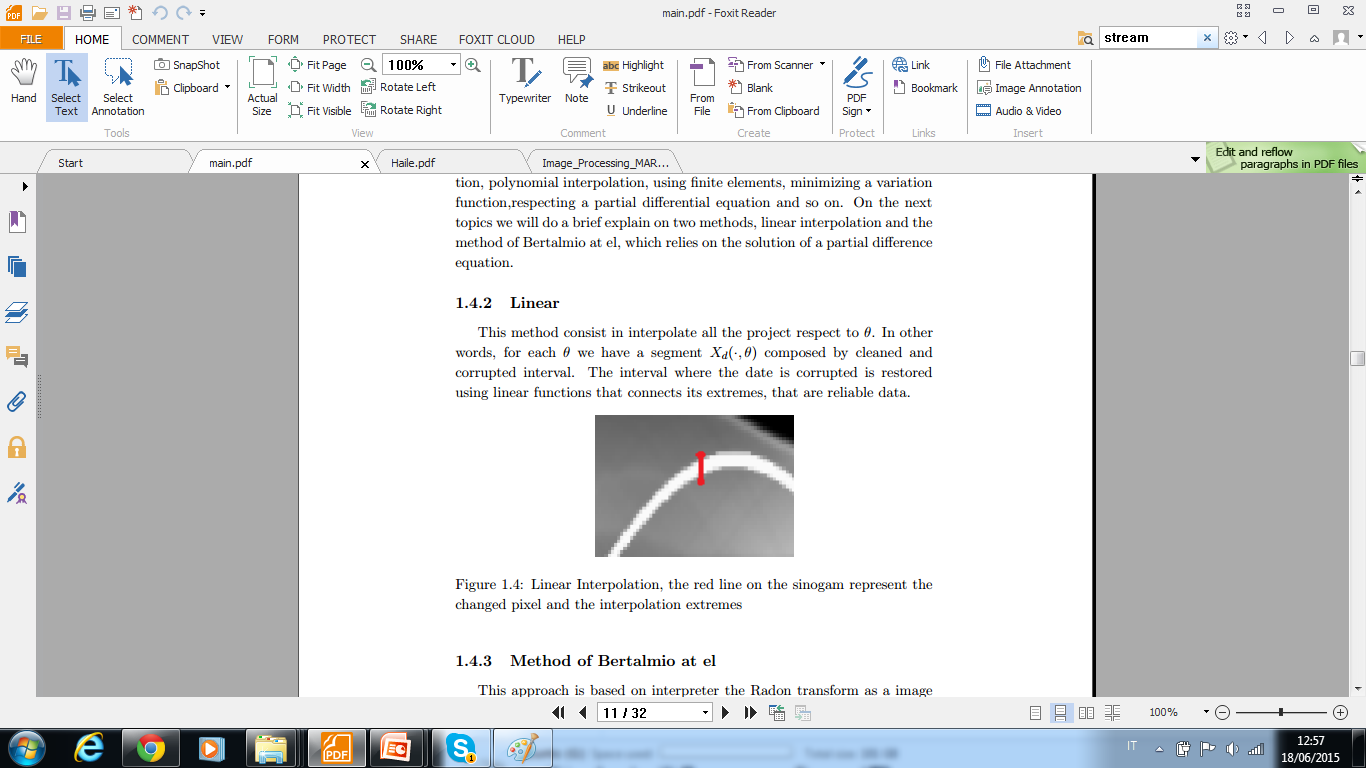 main.pdf - Foxit Reader
FILE HOME COMMENT VIEW FORM PROTECT SHARE FOXIT CLOUD HELP stream
Hand
Select Text
Select Annotation
SnapShot
Clipboard
Tools
Actual Size
Fit Page
Fit Width
Fit Visible
100%
Rotate Left
Rotate Right
View
Typewriter
Note
abc Highlight
T Strikeout
U Underline
Comment
From File
From Scanner
Blank
From Clipboard
Create
PDF Sign
Protect
Link
Bookmark
Links
File Attachment
Image Annotation
Audio & Video
Insert
Start main.pdf Haile.pdf Image_Processing_MAR...
Edit and reflow
paragraphs in PDF files
tion, polynomial interpolation, using finite elements, minimizing a variation
function,respecting a partial differential equation and so on. On the next
topics we will do a brief explain on two methods, linear interpolation and the
method of Bertalmio at el, which relies on the solution of a partial difference
equation.
1.4.2 Linear
This method consist in interpolate all the project respect to θ. In other
words, for each θ we have a segment X_d(·, θ) composed by cleaned and
corrupted interval. The interval where the date is corrupted is restored
using linear functions that connects its extremes, that are reliable data.
Figure 1.4: Linear Interpolation, the red line on the sinogam represent the
changed pixel and the interpolation extremes
1.4.3 Method of Bertalmio at el
This approach is based on interpreter the Radon transform as a image
11 / 32
100%
IT
12:57
18/06/2015